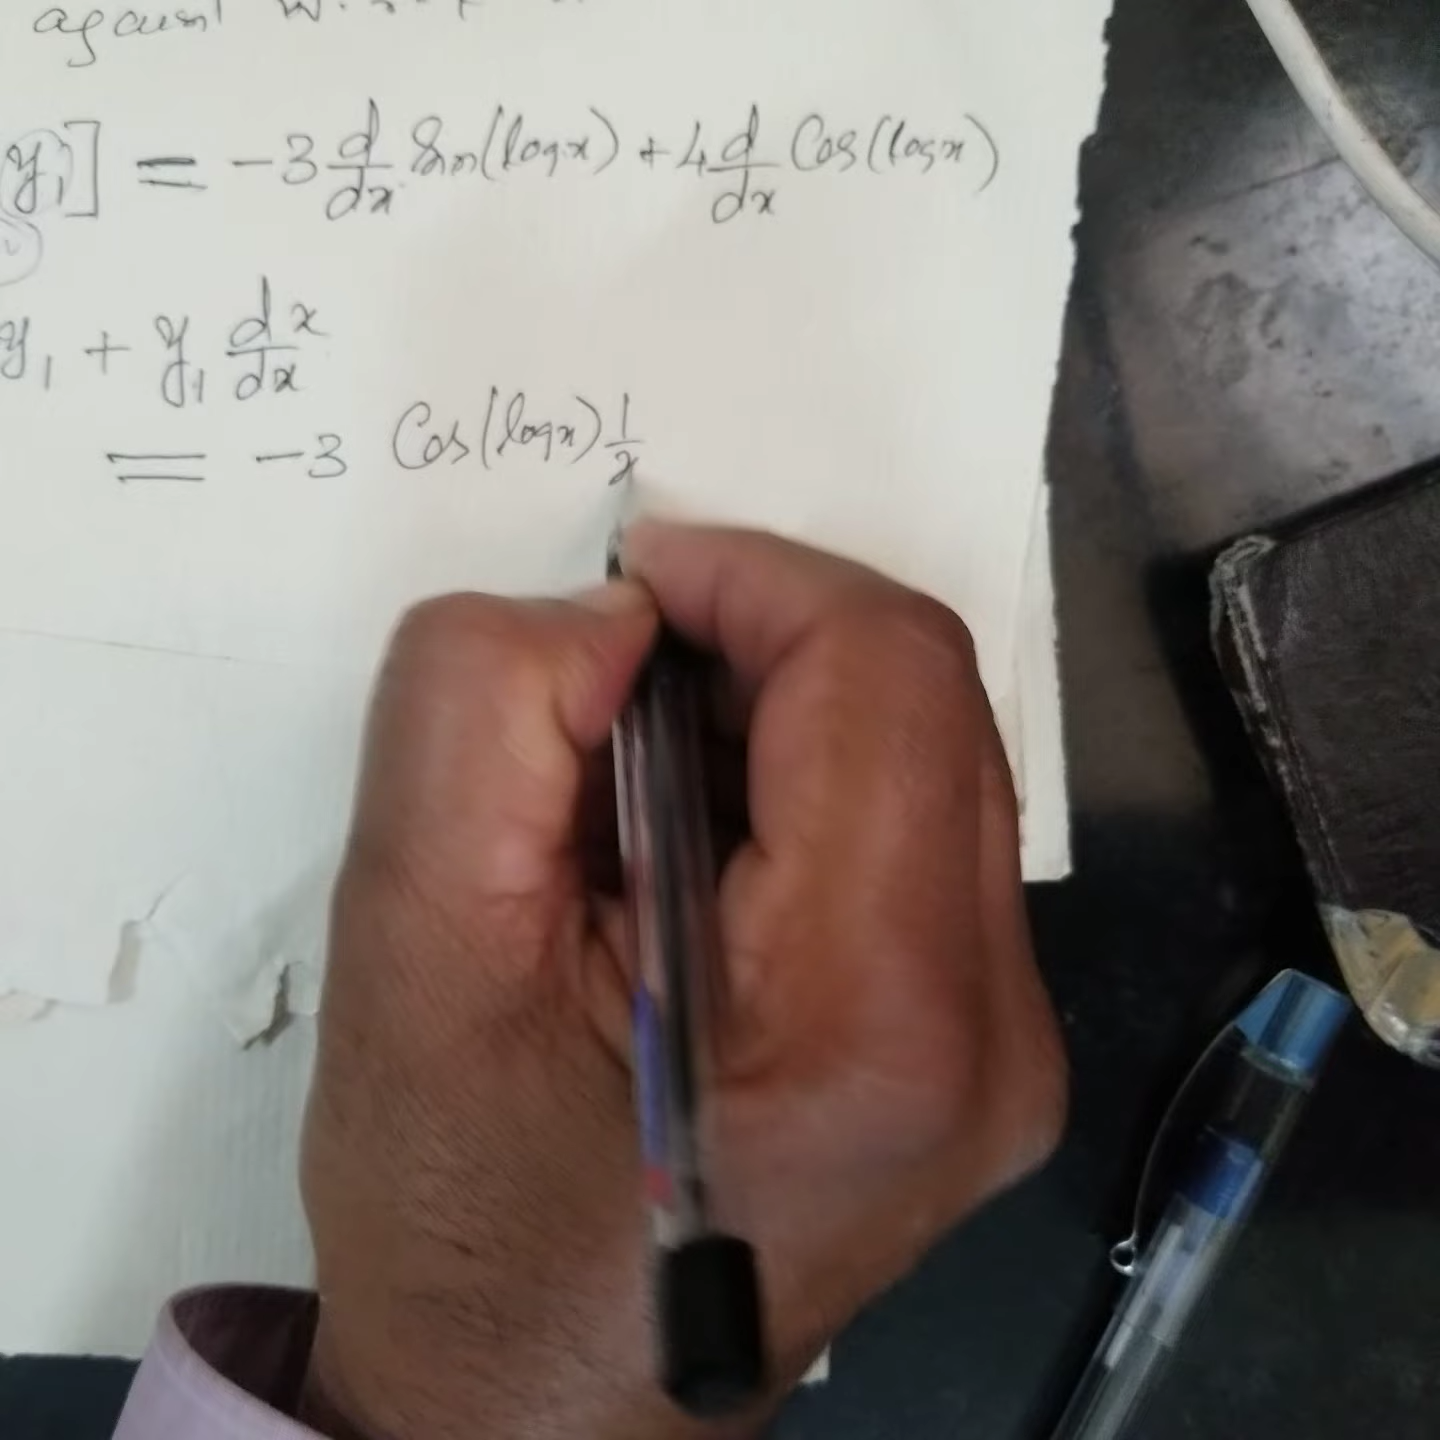 against w.r.t
y₁] = -3 d/dx Sin(logx) + 4 d/dx Cos(logx)
y₁ + y₁ dx/dx
= -3 Cos(logx) 1/x